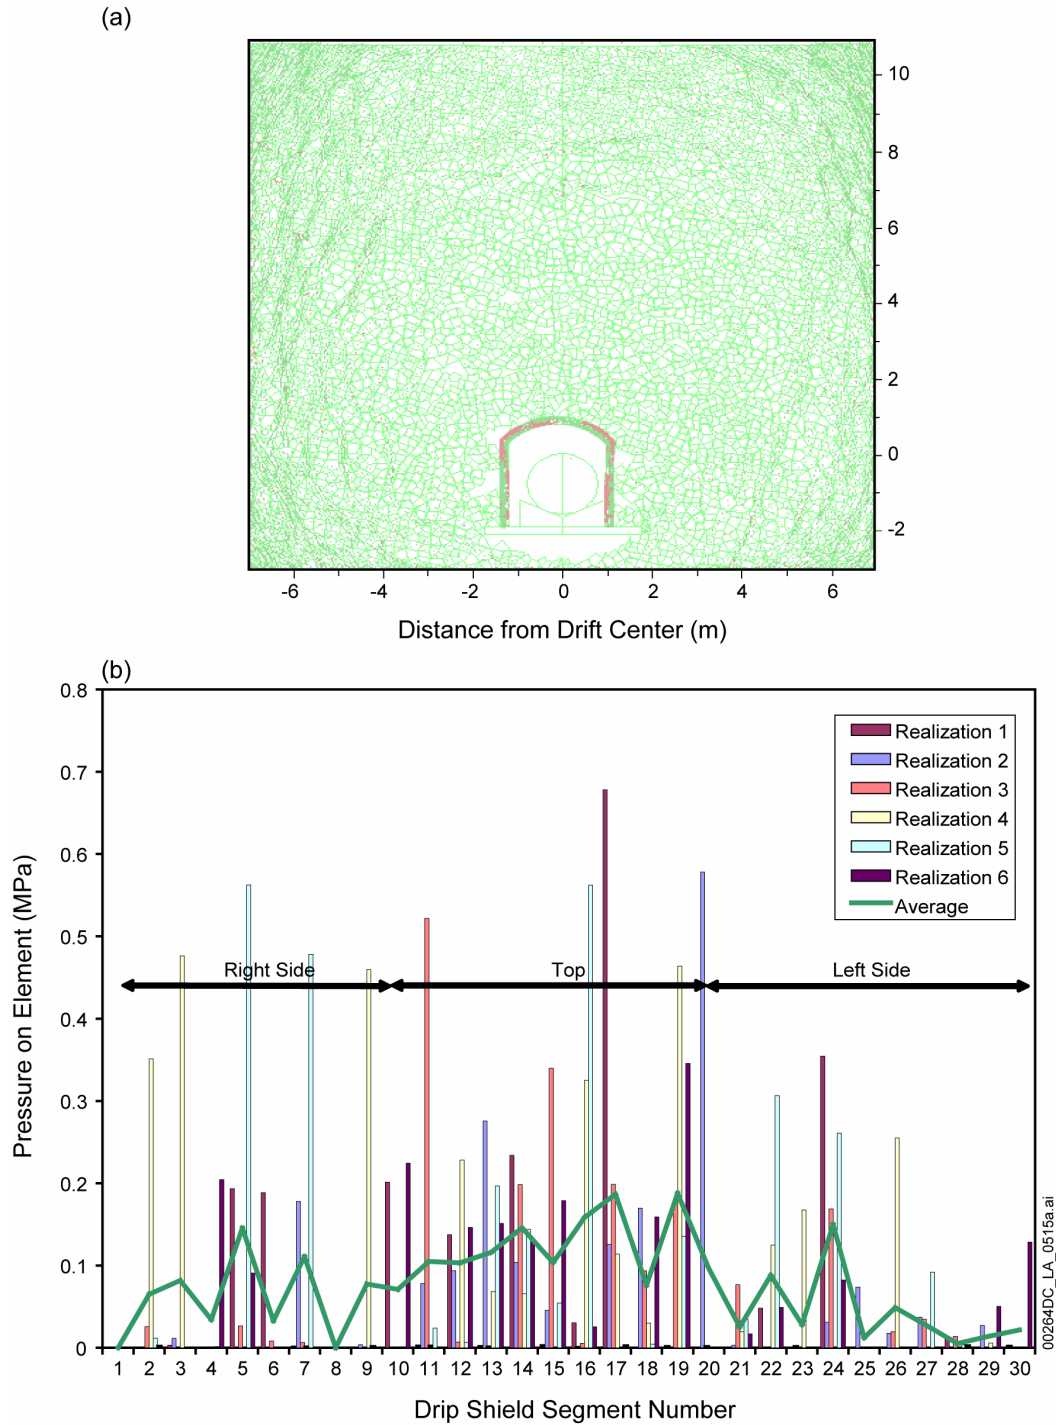 (a)
10
8
6
4
2
0
-2
-6 -4 -2 0 2 4 6
Distance from Drift Center (m)
(b)
0.8
0.7
0.6
0.5
0.4
0.3
0.2
0.1
0
Pressure on Element (MPa)
Realization 1
Realization 2
Realization 3
Realization 4
Realization 5
Realization 6
Average
Right Side Top Left Side
1 2 3 4 5 6 7 8 9 10 11 12 13 14 15 16 17 18 19 20 21 22 23 24 25 26 27 28 29 30
Drip Shield Segment Number
00264DC_LA_0515a.ai